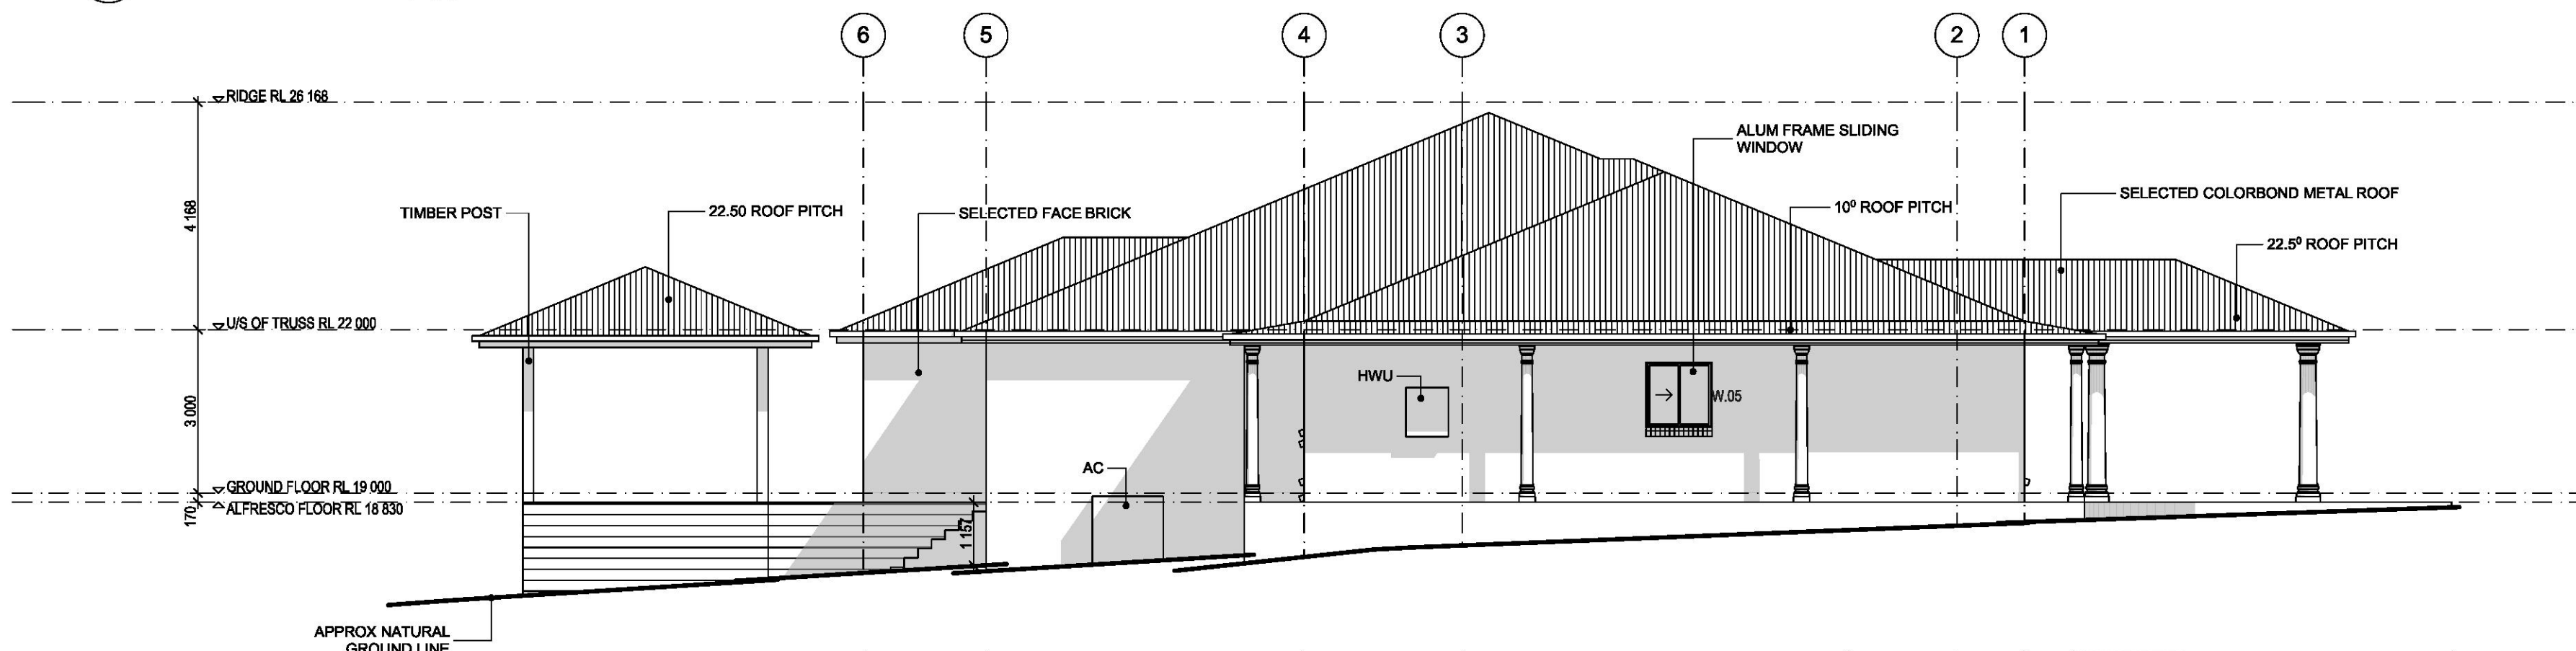 6 5 4 3 2 1
RIDGE RL 26 168
ALUM FRAME SLIDING
WINDOW
4 168
TIMBER POST
22.50 ROOF PITCH
SELECTED FACE BRICK
10⁰ ROOF PITCH
SELECTED COLORBOND METAL ROOF
22.5⁰ ROOF PITCH
U/S OF TRUSS RL 22 000
3 000
HWU
W.05
AC
GROUND FLOOR RL 19 000
170
ALFRESCO FLOOR RL 18 830
1 157
APPROX NATURAL
GROUND LINE